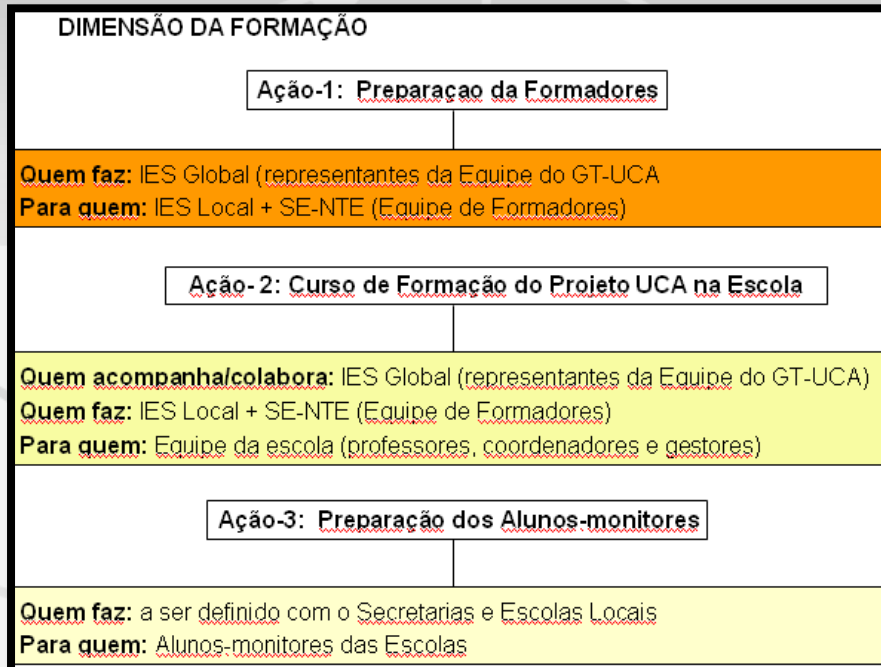 DIMENSÃO DA FORMAÇÃO
Ação-1: Preparaçao da Formadores
Quem faz: IES Global (representantes da Equipe do GT-UCA
Para quem: IES Local + SE-NTE (Equipe de Formadores)
Ação- 2: Curso de Formação do Projeto UCA na Escola
Quem acompanha/colabora: IES Global (representantes da Equipe do GT-UCA)
Quem faz: IES Local + SE-NTE (Equipe de Formadores)
Para quem: Equipe da escola (professores, coordenadores e gestores)
Ação-3: Preparação dos Alunos-monitores
Quem faz: a ser definido com o Secretarias e Escolas Locais
Para quem: Alunos-monitores das Escolas